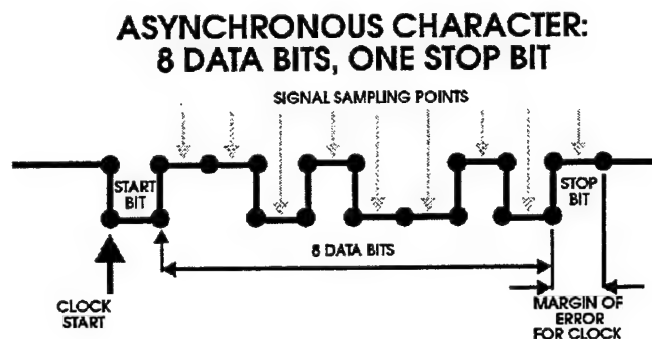 ASYNCHRONOUS CHARACTER:
8 DATA BITS, ONE STOP BIT
SIGNAL SAMPLING POINTS
START
BIT
STOP
BIT
8 DATA BITS
CLOCK
START
MARGIN OF
ERROR
FOR CLOCK